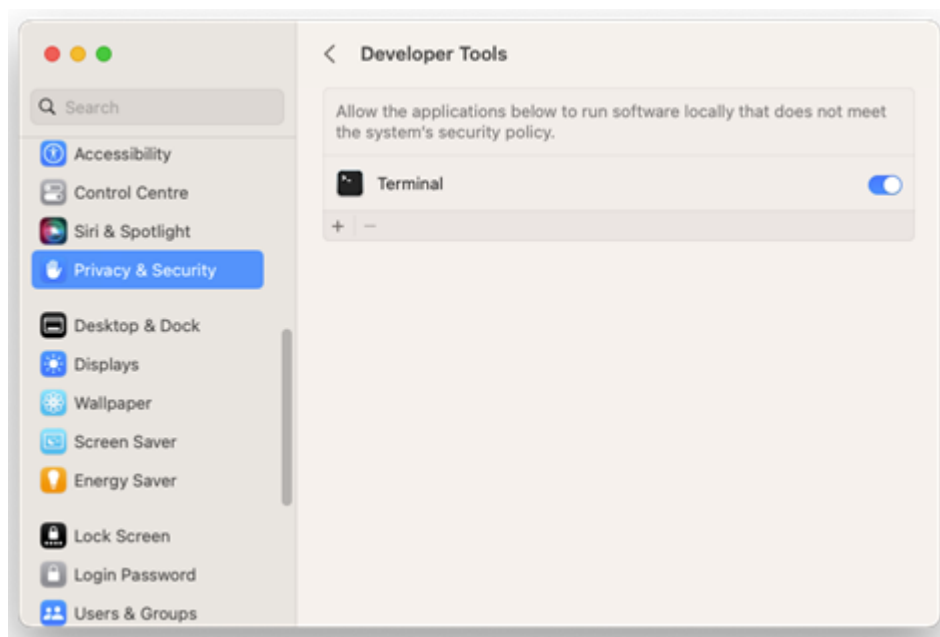 Developer Tools
Search
Allow the applications below to run software locally that does not meet
the system's security policy.
Accessibility
Control Centre
Terminal
Siri & Spotlight
+ −
Privacy & Security
Desktop & Dock
Displays
Wallpaper
Screen Saver
Energy Saver
Lock Screen
Login Password
Users & Groups